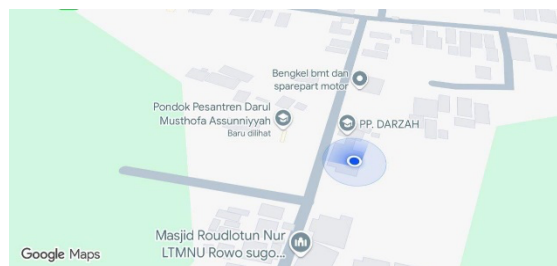 Bengkel bmt dan
sparepart motor
Pondok Pesantren Darul
Musthofa Assunniyyah
Baru dilihat
PP. DARZAH
Masjid Roudlotun Nur
LTMNU Rowo sugo...
Google Maps